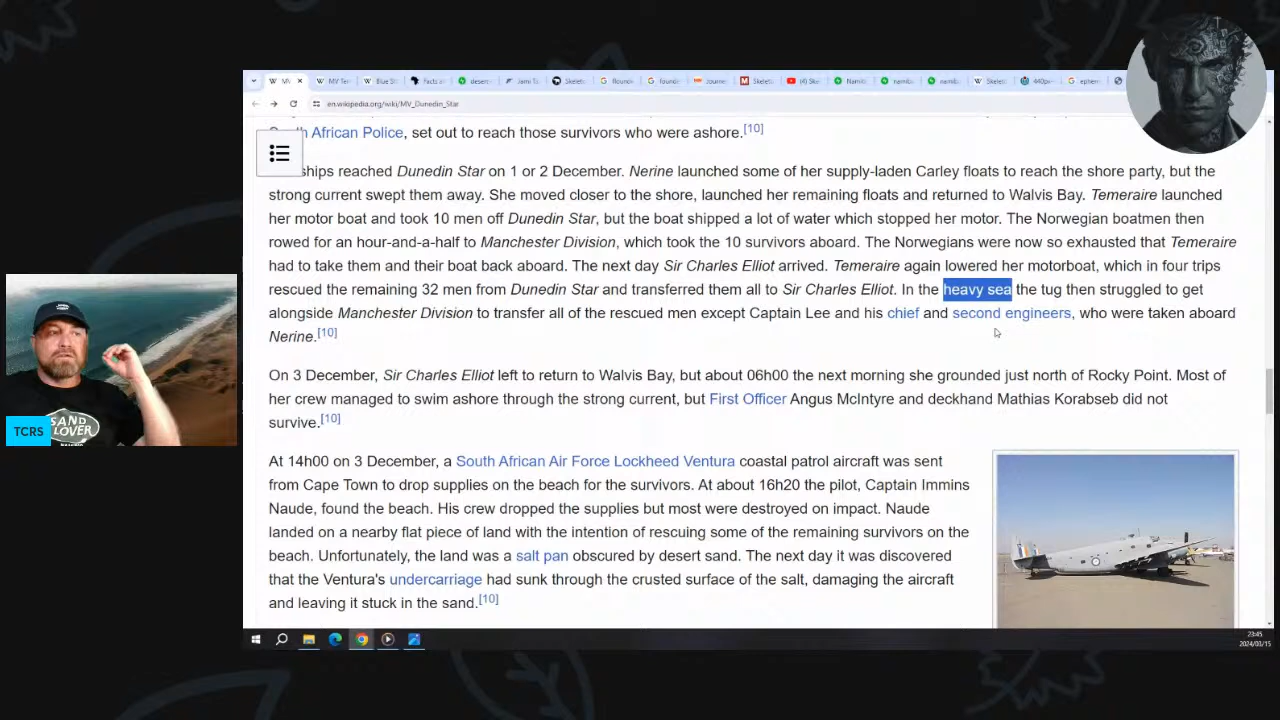 en.wikipedia.org/wiki/MV_Dunedin_Star
African Police, set out to reach those survivors who were ashore.[10]
ships reached Dunedin Star on 1 or 2 December. Nerine launched some of her supply-laden Carley floats to reach the shore party, but the
strong current swept them away. She moved closer to the shore, launched her remaining floats and returned to Walvis Bay. Temeraire launched
her motor boat and took 10 men off Dunedin Star, but the boat shipped a lot of water which stopped her motor. The Norwegian boatmen then
rowed for an hour-and-a-half to Manchester Division, which took the 10 survivors aboard. The Norwegians were now so exhausted that Temeraire
had to take them and their boat back aboard. The next day Sir Charles Elliot arrived. Temeraire again lowered her motorboat, which in four trips
rescued the remaining 32 men from Dunedin Star and transferred them all to Sir Charles Elliot. In the heavy sea the tug then struggled to get
alongside Manchester Division to transfer all of the rescued men except Captain Lee and his chief and second engineers, who were taken aboard
Nerine.[10]
On 3 December, Sir Charles Elliot left to return to Walvis Bay, but about 06h00 the next morning she grounded just north of Rocky Point. Most of
her crew managed to swim ashore through the strong current, but First Officer Angus McIntyre and deckhand Mathias Korabseb did not
survive.[10]
At 14h00 on 3 December, a South African Air Force Lockheed Ventura coastal patrol aircraft was sent
from Cape Town to drop supplies on the beach for the survivors. At about 16h20 the pilot, Captain Immins
Naude, found the beach. His crew dropped the supplies but most were destroyed on impact. Naude
landed on a nearby flat piece of land with the intention of rescuing some of the remaining survivors on the
beach. Unfortunately, the land was a salt pan obscured by desert sand. The next day it was discovered
that the Ventura's undercarriage had sunk through the crusted surface of the salt, damaging the aircraft
and leaving it stuck in the sand.[10]
SAND
LOVER
TCRS
23:45